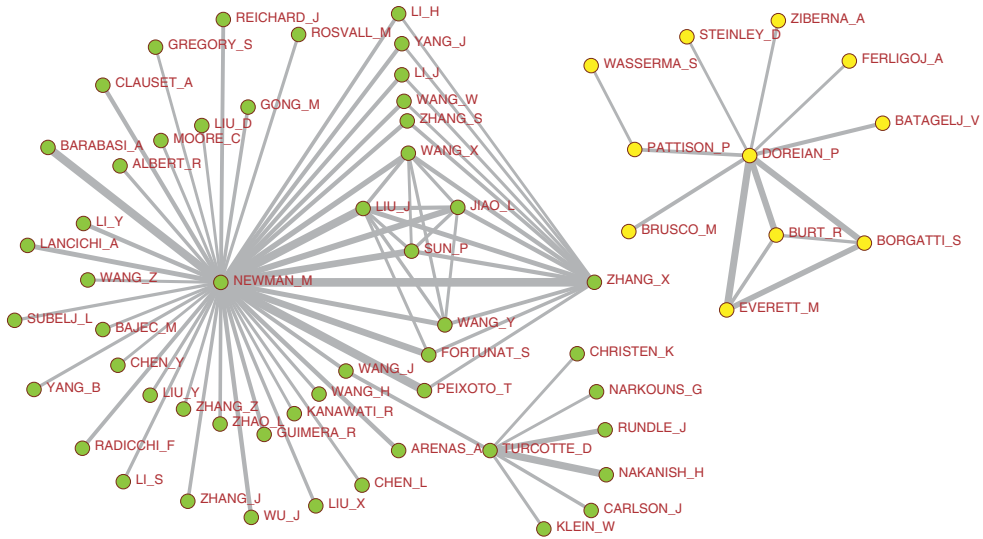 LI_H
REICHARD_J
ZIBERNA_A
ROSVALL_M
STEINLEY_D
YANG_J
GREGORY_S
FERLIGOJ_A
WASSERMA_S
LI_J
CLAUSET_A
WANG_W
GONG_M
ZHANG_S
BATAGELJ_V
LIU_D
MOORE_C
BARABASI_A
WANG_X
PATTISON_P
DOREIAN_P
ALBERT_R
LIU_J
JIAO_L
LI_Y
BRUSCO_M
BURT_R
LANCICHI_A
BORGATTI_S
SUN_P
WANG_Z
NEWMAN_M
ZHANG_X
EVERETT_M
SUBELJ_L
BAJEC_M
WANG_Y
FORTUNAT_S
CHRISTEN_K
CHEN_Y
WANG_J
YANG_B
PEIXOTO_T
NARKOUNS_G
LIU_Y
WANG_H
ZHANG_Z
KANAWATI_R
ZHAO_L
GUIMERA_R
RUNDLE_J
RADICCHI_F
ARENAS_A
TURCOTTE_D
NAKANISH_H
LI_S
CHEN_L
ZHANG_J
LIU_X
CARLSON_J
WU_J
KLEIN_W